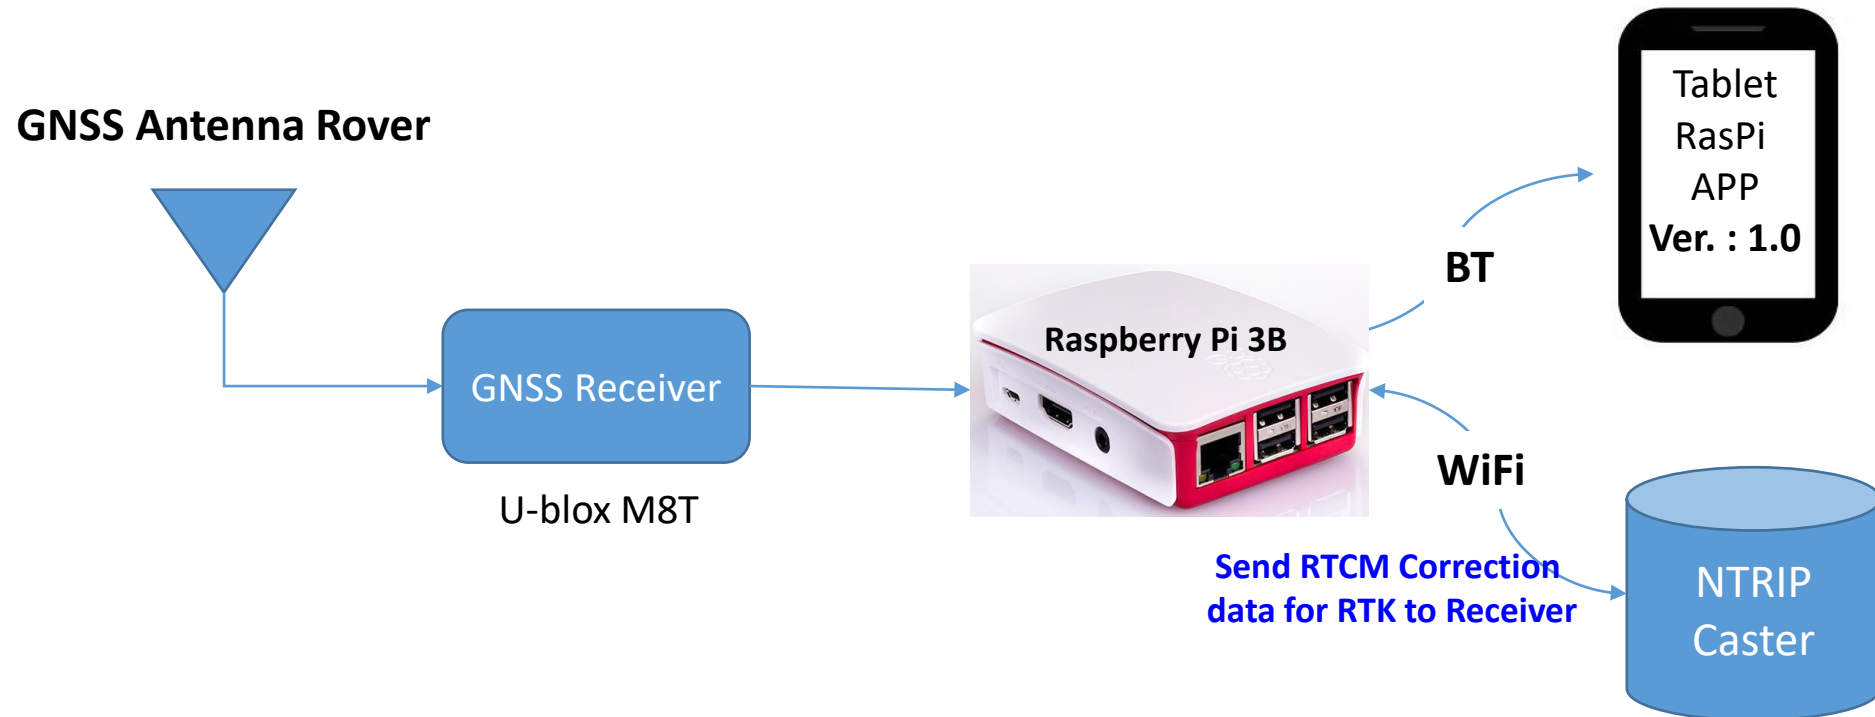 GNSS Antenna Rover
GNSS Receiver
U-blox M8T
Raspberry Pi 3B
BT
Tablet
RasPi
APP
Ver. : 1.0
WiFi
Send RTCM Correction
data for RTK to Receiver
NTRIP
Caster